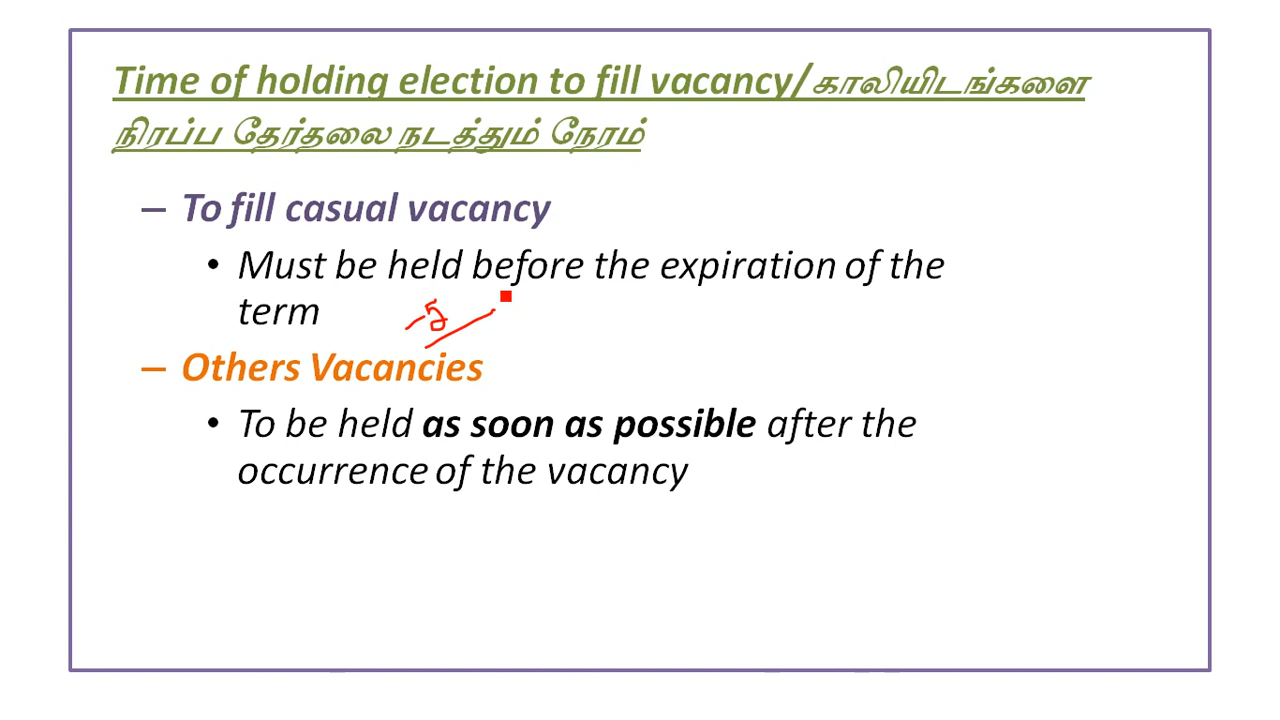 Time of holding election to fill vacancy/காலியிடங்களை
நிரப்ப தேர்தலை நடத்தும் நேரம்
– To fill casual vacancy
• Must be held before the expiration of the
term
– Others Vacancies
• To be held as soon as possible after the
occurrence of the vacancy